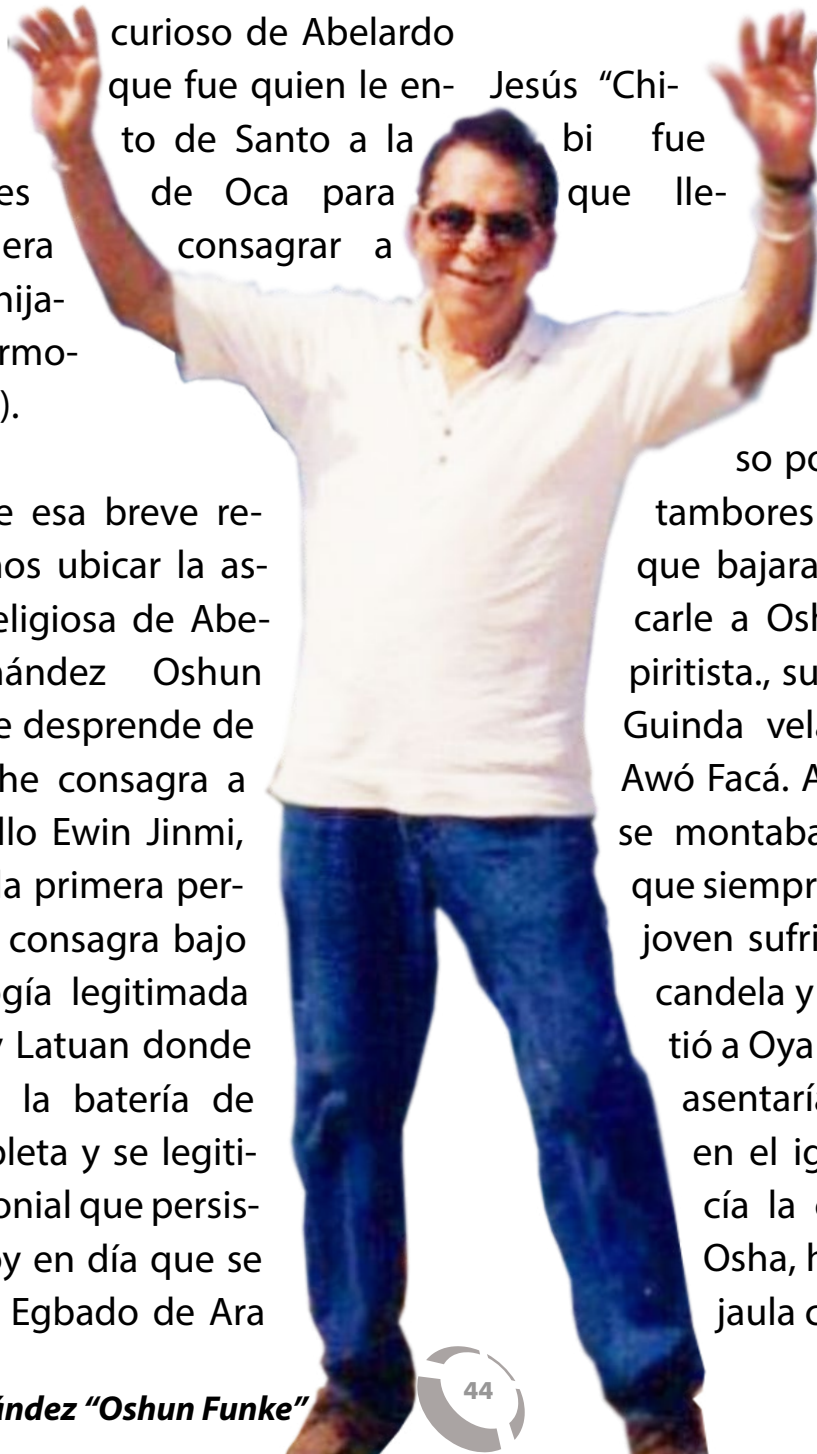 curioso de Abelardo
que fue quien le en- Jesús “Chi-
to de Santo a la bi fue
es de Oca para que lle-
era consagrar a
hija-
rmo-
).
e esa breve re-
nos ubicar la as-
eligiosa de Abe-
nández Oshun
e desprende de
he consagra a
llo Ewin Jinmi,
la primera per-
consagra bajo
gía legitimada
y Latuan donde
la batería de
pleta y se legiti-
onial que persis-
oy en día que se
Egbado de Ara
so po
tambores
que bajara
carle a Osh
piritista., su
Guinda vela
Awó Facá. A
se montaba
que siempr
joven sufri
candela y
tió a Oya
asentaría
en el ig
cía la
Osha, h
jaula c
ández “Oshun Funke”
44